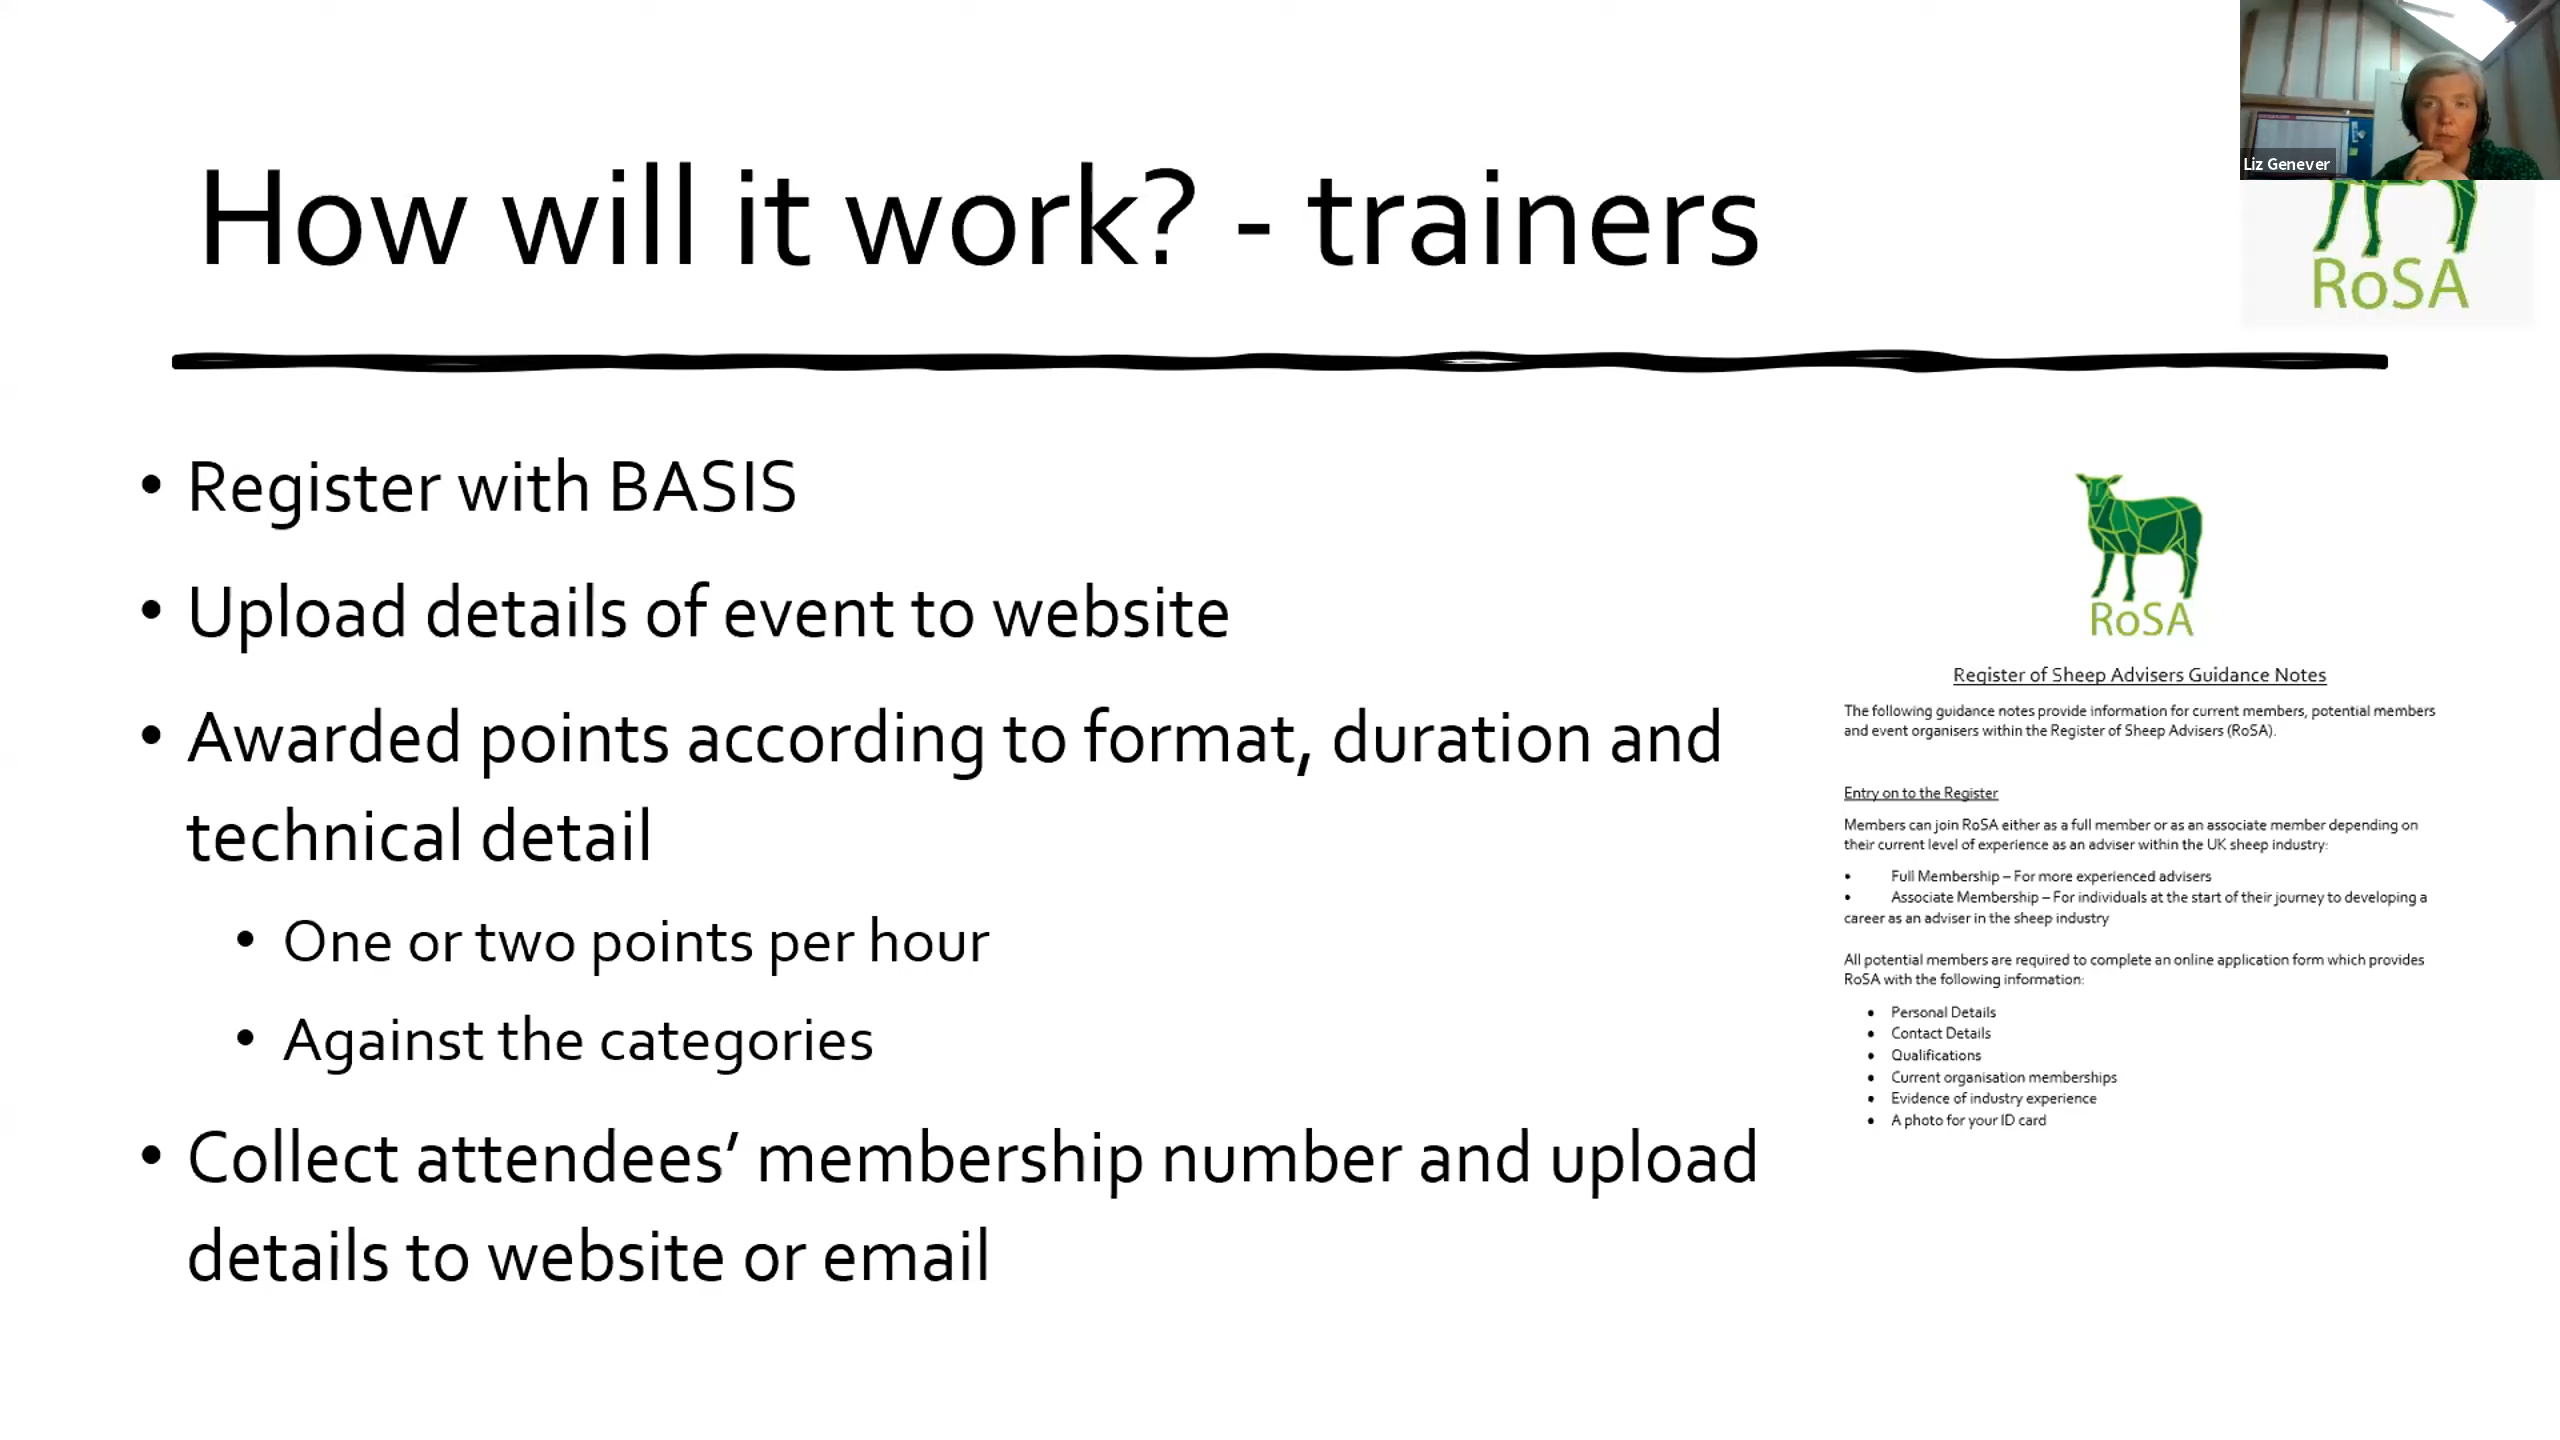 How will it work? - trainers
Liz Genever
RoSA
• Register with BASIS
• Upload details of event to website
• Awarded points according to format, duration and
technical detail
• One or two points per hour
• Against the categories
• Collect attendees’ membership number and upload
details to website or email
RoSA
Register of Sheep Advisers Guidance Notes
The following guidance notes provide information for current members, potential members
and event organisers within the Register of Sheep Advisers (RoSA).
Entry on to the Register
Members can join RoSA either as a full member or as an associate member depending on
their current level of experience as an adviser within the UK sheep industry:
• Full Membership – For more experienced advisers
• Associate Membership – For individuals at the start of their journey to developing a
career as an adviser in the sheep industry
All potential members are required to complete an online application form which provides
RoSA with the following information:
• Personal Details
• Contact Details
• Qualifications
• Current organisation memberships
• Evidence of industry experience
• A photo for your ID card